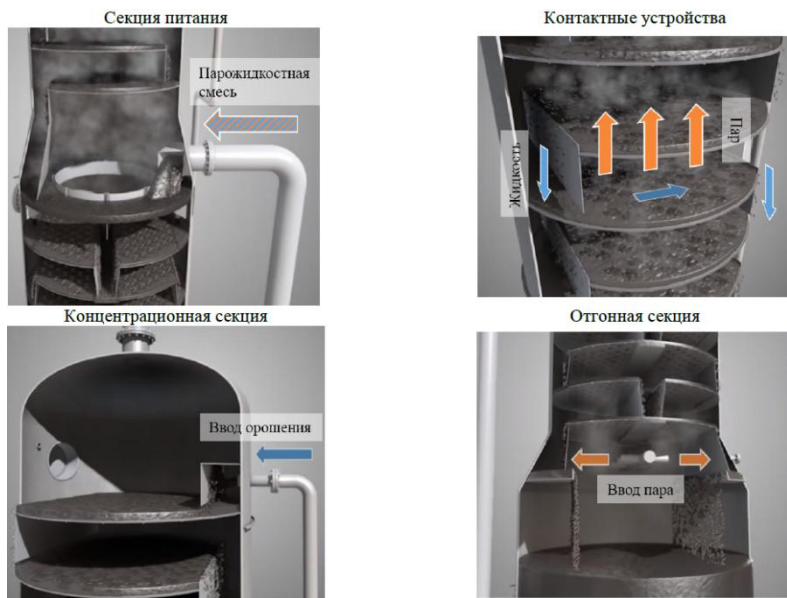 Секция питания
Контактные устройства
Парожидкостная
смесь
Пар
Жидкость
Концентрационная секция
Отгонная секция
Ввод орошения
Ввод пара